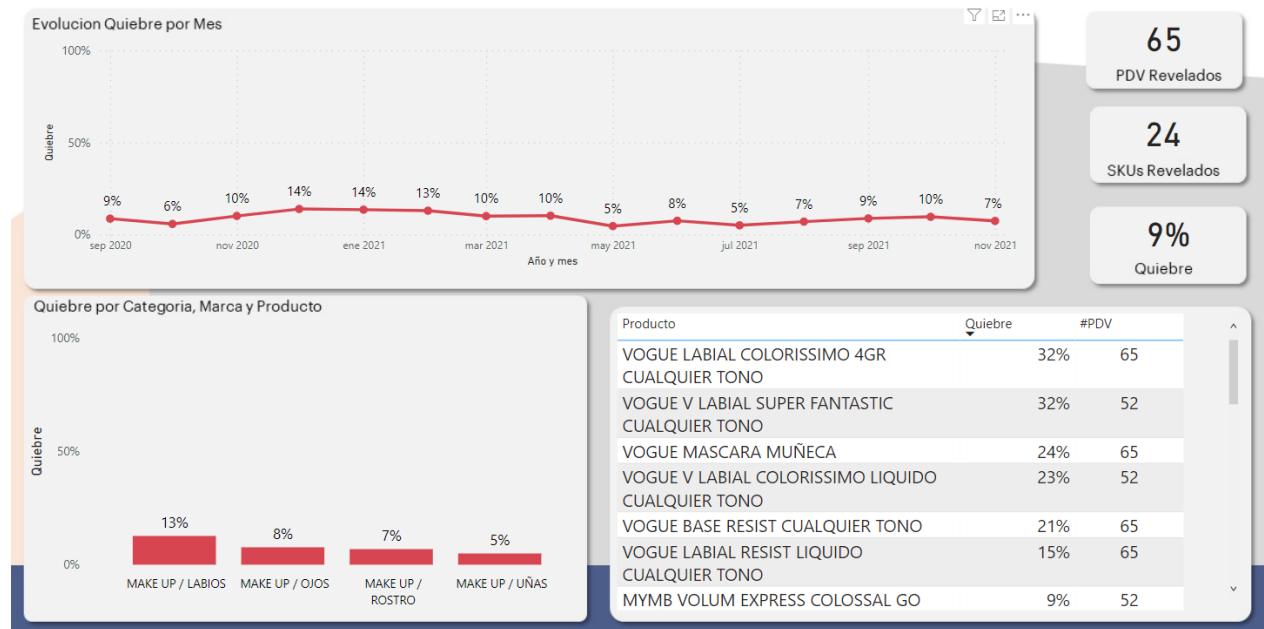 Evolucion Quiebre por Mes
100%
50%
0%
Quiebre
9%
6%
10%
14%
14%
13%
10%
10%
5%
8%
5%
7%
9%
10%
7%
sep 2020
nov 2020
ene 2021
mar 2021
may 2021
jul 2021
sep 2021
nov 2021
Año y mes
65
PDV Revelados
24
SKUs Revelados
9%
Quiebre
Quiebre por Categoria, Marca y Producto
100%
50%
0%
Quiebre
13%
8%
7%
5%
MAKE UP / LABIOS
MAKE UP / OJOS
MAKE UP /
ROSTRO
MAKE UP / UÑAS
Producto Quiebre #PDV
VOGUE LABIAL COLORISSIMO 4GR 32% 65
CUALQUIER TONO
VOGUE V LABIAL SUPER FANTASTIC 32% 52
CUALQUIER TONO
VOGUE MASCARA MUÑECA 24% 65
VOGUE V LABIAL COLORISSIMO LIQUIDO 23% 52
CUALQUIER TONO
VOGUE BASE RESIST CUALQUIER TONO 21% 65
VOGUE LABIAL RESIST LIQUIDO 15% 65
CUALQUIER TONO
MYMB VOLUM EXPRESS COLOSSAL GO 9% 52